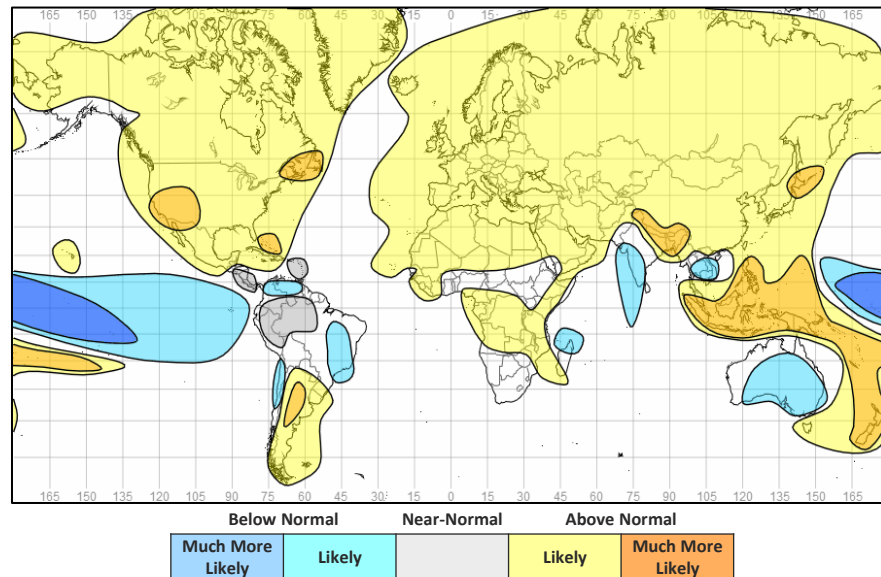 165 135 120 105 90 75 60 45 30 15 0 15 30 45 60 75 90 105 120 135 165
165 150 135 120 105 90 75 60 45 30 15 0 15 30 45 60 75 90 105 120 135 150 165
Below Normal Near-Normal Above Normal
Much More Likely Likely Likely Much More Likely